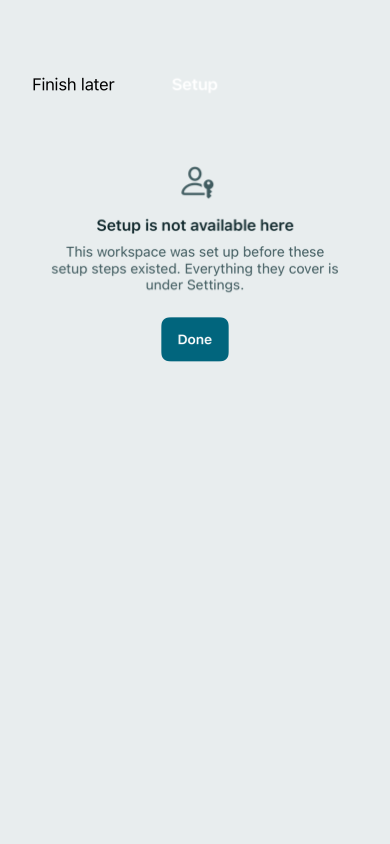 Finish later
Setup
Setup is not available here
This workspace was set up before these
setup steps existed. Everything they cover is
under Settings.
Done